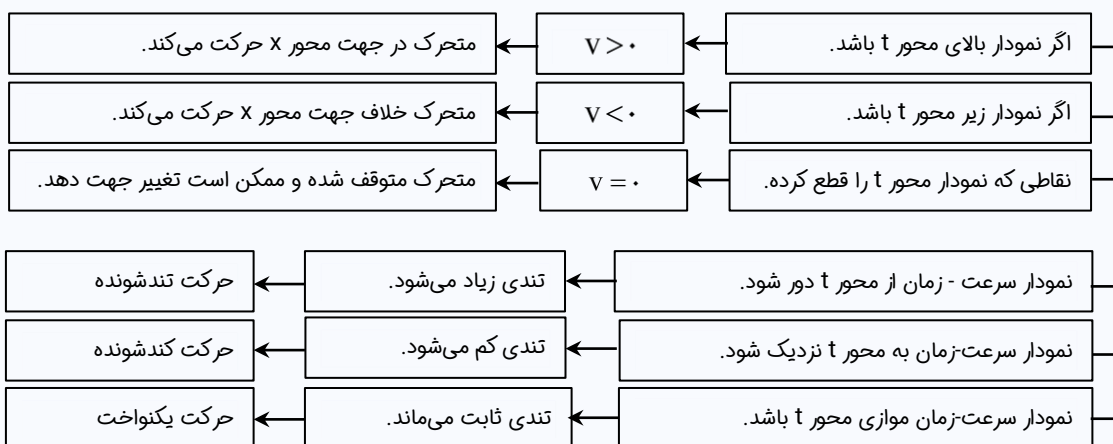 اگر نمودار بالای محور t باشد. v > ۰ متحرک در جهت محور x حرکت می‌کند.
اگر نمودار زیر محور t باشد. v < ۰ متحرک خلاف جهت محور x حرکت می‌کند.
نقاطی که نمودار محور t را قطع کرده. v = ۰ متحرک متوقف شده و ممکن است تغییر جهت دهد.
نمودار سرعت - زمان از محور t دور شود. تندی زیاد می‌شود. حرکت تندشونده
نمودار سرعت-زمان به محور t نزدیک شود. تندی کم می‌شود. حرکت کندشونده
نمودار سرعت-زمان موازی محور t باشد. تندی ثابت می‌ماند. حرکت یکنواخت